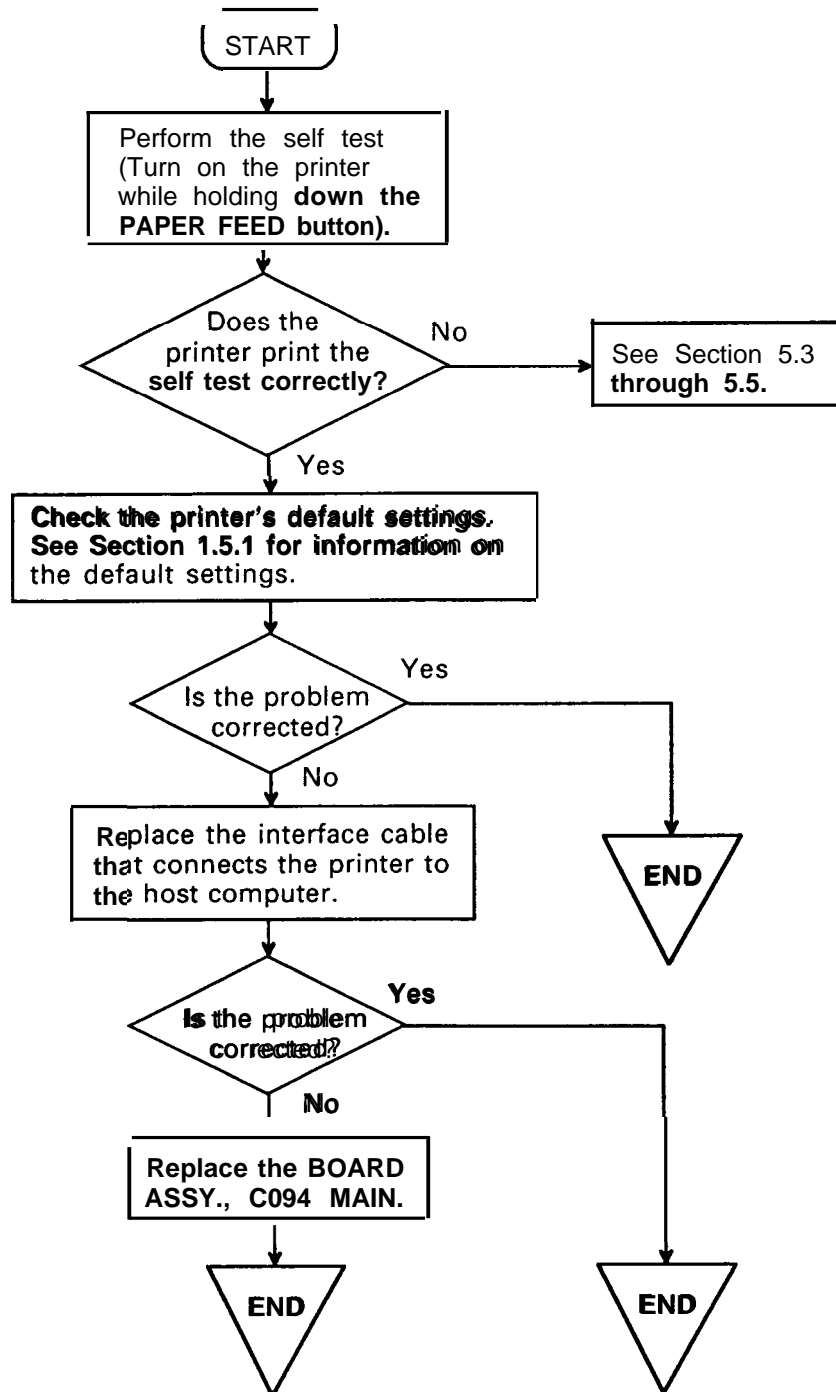 START
Perform the self test
(Turn on the printer
while holding down the
PAPER FEED button).
Does the
printer print the
self test correctly?
No
See Section 5.3
through 5.5.
Yes
Check the printer's default settings.
See Section 1.5.1 for information on
the default settings.
Is the problem
corrected?
Yes
No
Replace the interface cable
that connects the printer to
the host computer.
END
Is the problem
corrected?
Yes
No
Replace the BOARD
ASSY., C094 MAIN.
END
END